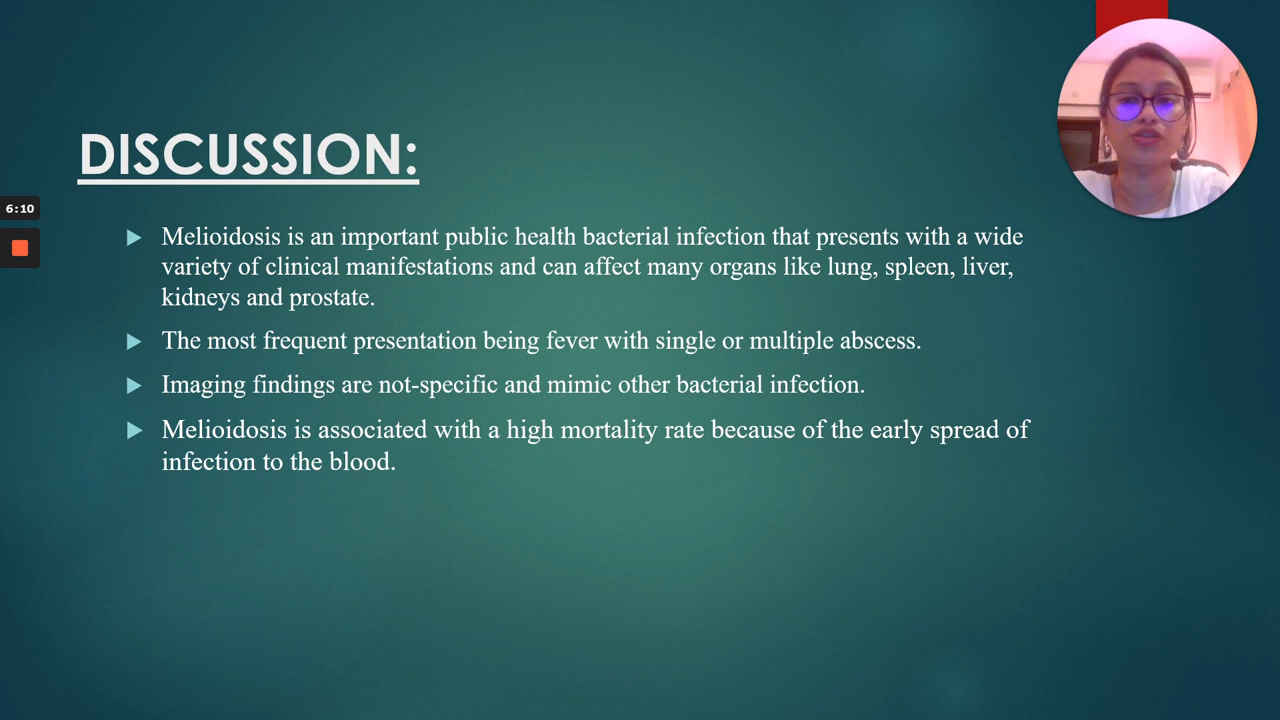 DISCUSSION:
6:10
Melioidosis is an important public health bacterial infection that presents with a wide
variety of clinical manifestations and can affect many organs like lung, spleen, liver,
kidneys and prostate.
The most frequent presentation being fever with single or multiple abscess.
Imaging findings are not-specific and mimic other bacterial infection.
Melioidosis is associated with a high mortality rate because of the early spread of
infection to the blood.